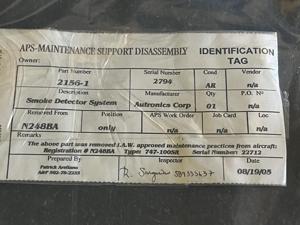 APS-MAINTENANCE SUPPORT DISASSEMBLY
IDENTIFICATION TAG
Owner:
Part Number Serial Number Cond Vendor
2156-1 2794 AR n/a
Description Manufacturer Qty P.O. Nº
Smoke Detector System Autronics Corp 01 n/a
Removed From Position APS Work Order Job Card Loc
N248BA only n/a n/a n/a
Remarks
The above part was removed I.A.W. approved maintenance practices from aircraft:
Registration # N248BA Type: 747-100SR Serial Number: 22712
Prepared By Inspector Date
Patrick Arellano
08/19/05